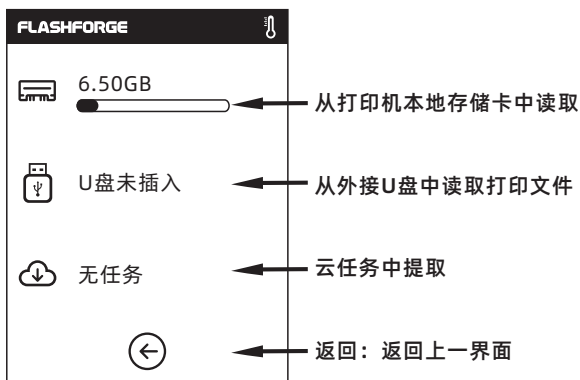 FLASHFORGE
6.50GB
从打印机本地存储卡中读取
U盘未插入
从外接U盘中读取打印文件
无任务
云任务中提取
返回：返回上一界面